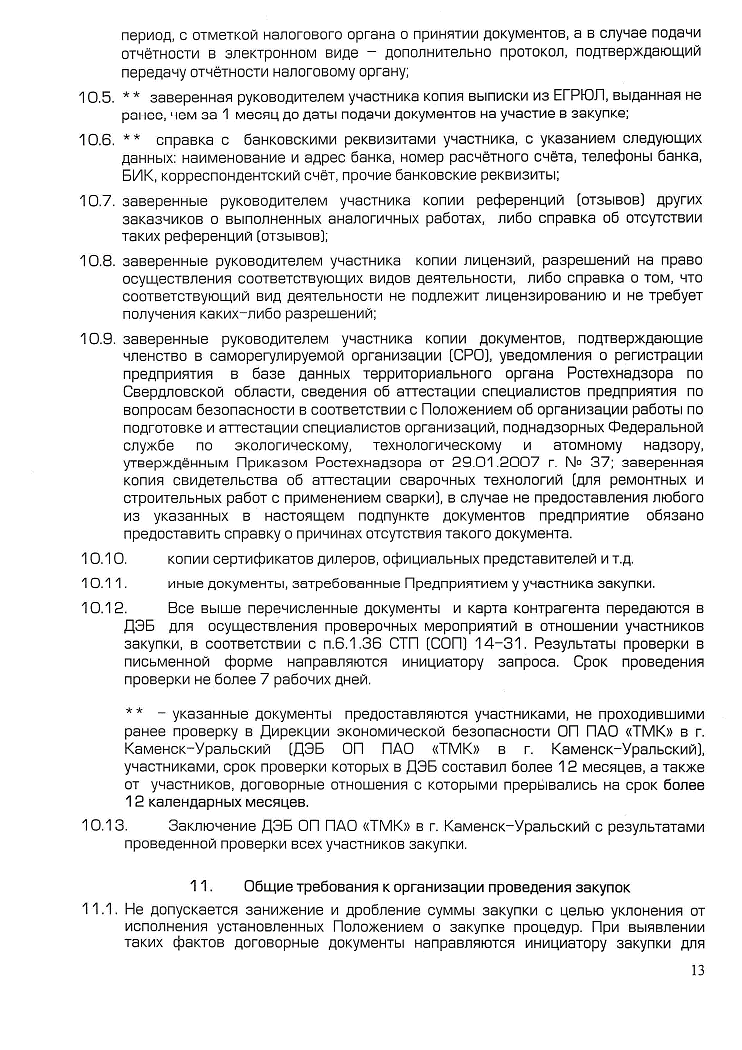 период, с отметкой налогового органа о принятии документов, а в случае подачи
отчётности в электронном виде – дополнительно протокол, подтверждающий
передачу отчётности налоговому органу;
10.5. ** заверенная руководителем участника копия выписки из ЕГРЮЛ, выданная не
ранее, чем за 1 месяц до даты подачи документов на участие в закупке;
10.6. ** справка с банковскими реквизитами участника, с указанием следующих
данных: наименование и адрес банка, номер расчётного счёта, телефоны банка,
БИК, корреспондентский счёт, прочие банковские реквизиты;
10.7. заверенные руководителем участника копии референций (отзывов) других
заказчиков о выполненных аналогичных работах, либо справка об отсутствии
таких референций (отзывов);
10.8. заверенные руководителем участника копии лицензий, разрешений на право
осуществления соответствующих видов деятельности, либо справка о том, что
соответствующий вид деятельности не подлежит лицензированию и не требует
получения каких-либо разрешений;
10.9. заверенные руководителем участника копии документов, подтверждающие
членство в саморегулируемой организации (СРО), уведомления о регистрации
предприятия в базе данных территориального органа Ростехнадзора по
Свердловской области, сведения об аттестации специалистов предприятия по
вопросам безопасности в соответствии с Положением об организации работы по
подготовке и аттестации специалистов организаций, поднадзорных Федеральной
службе по экологическому, технологическому и атомному надзору,
утверждённым Приказом Ростехнадзора от 29.01.2007 г. № 37; заверенная
копия свидетельства об аттестации сварочных технологий (для ремонтных и
строительных работ с применением сварки), в случае не предоставления любого
из указанных в настоящем подпункте документов предприятие обязано
предоставить справку о причинах отсутствия такого документа.
10.10. копии сертификатов дилеров, официальных представителей и т.д.
10.11. иные документы, затребованные Предприятием у участника закупки.
10.12. Все выше перечисленные документы и карта контрагента передаются в
ДЭБ для осуществления проверочных мероприятий в отношении участников
закупки, в соответствии с п.6.1.36 СТП (СОП) 14-31. Результаты проверки в
письменной форме направляются инициатору запроса. Срок проведения
проверки не более 7 рабочих дней.
** – указанные документы предоставляются участниками, не проходившими
ранее проверку в Дирекции экономической безопасности ОП ПАО «ТМК» в г.
Каменск-Уральский (ДЭБ ОП ПАО «ТМК» в г. Каменск-Уральский),
участниками, срок проверки которых в ДЭБ составил более 12 месяцев, а также
от участников, договорные отношения с которыми прерывались на срок более
12 календарных месяцев.
10.13. Заключение ДЭБ ОП ПАО «ТМК» в г. Каменск-Уральский с результатами
проведенной проверки всех участников закупки.
11. Общие требования к организации проведения закупок
11.1. Не допускается занижение и дробление суммы закупки с целью уклонения от
исполнения установленных Положением о закупке процедур. При выявлении
таких фактов договорные документы направляются инициатору закупки для
13